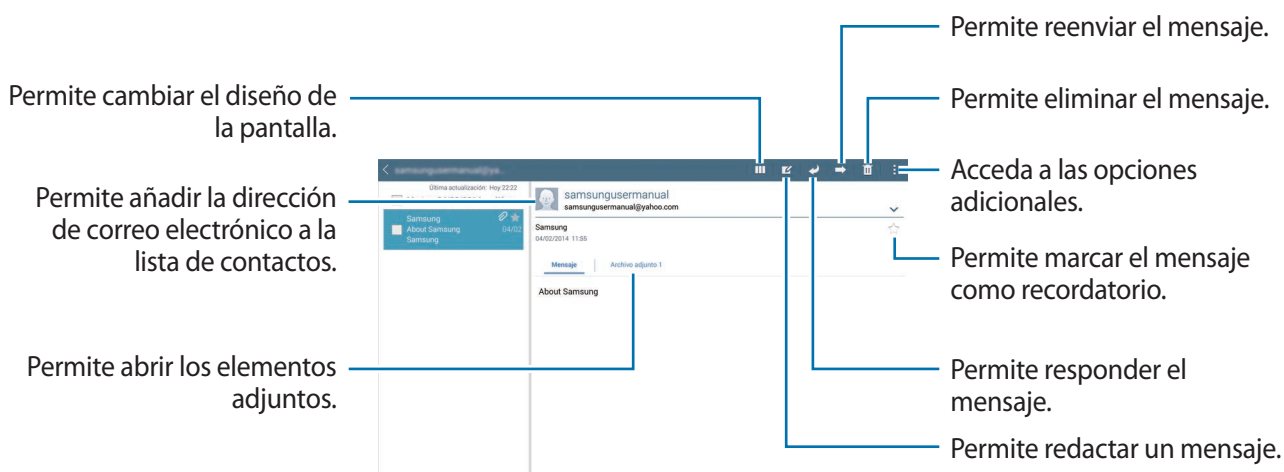 Permite reenviar el mensaje.
Permite cambiar el diseño de
la pantalla.
Permite eliminar el mensaje.
Acceda a las opciones
adicionales.
Permite añadir la dirección
de correo electrónico a la
lista de contactos.
Última actualización: Hoy 22:22
samsungusermanual
samsungusermanual@yahoo.com
Samsung
About Samsung 04/02
Samsung
Samsung
04/02/2014 11:55
Mensaje Archivo adjunto 1
About Samsung
Permite marcar el mensaje
como recordatorio.
Permite abrir los elementos
adjuntos.
Permite responder el
mensaje.
Permite redactar un mensaje.